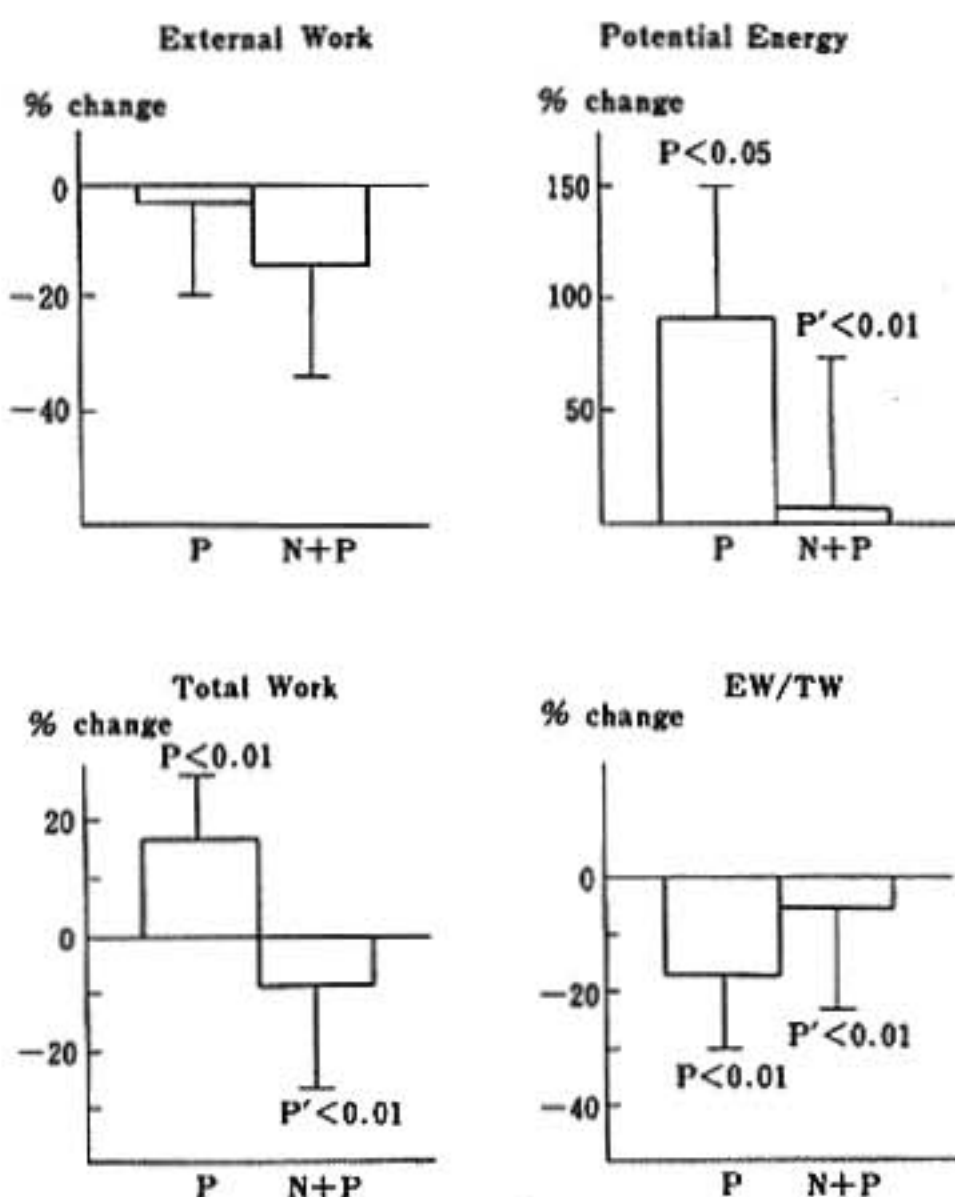 External Work
% change
0
−20
−40
P N+P
Potential Energy
% change
P<0.05
150
100
P′<0.01
50
P N+P
Total Work
% change
P<0.01
20
0
−20
P′<0.01
P N+P
EW/TW
% change
0
−20
P′<0.01
P<0.01
−40
P N+P